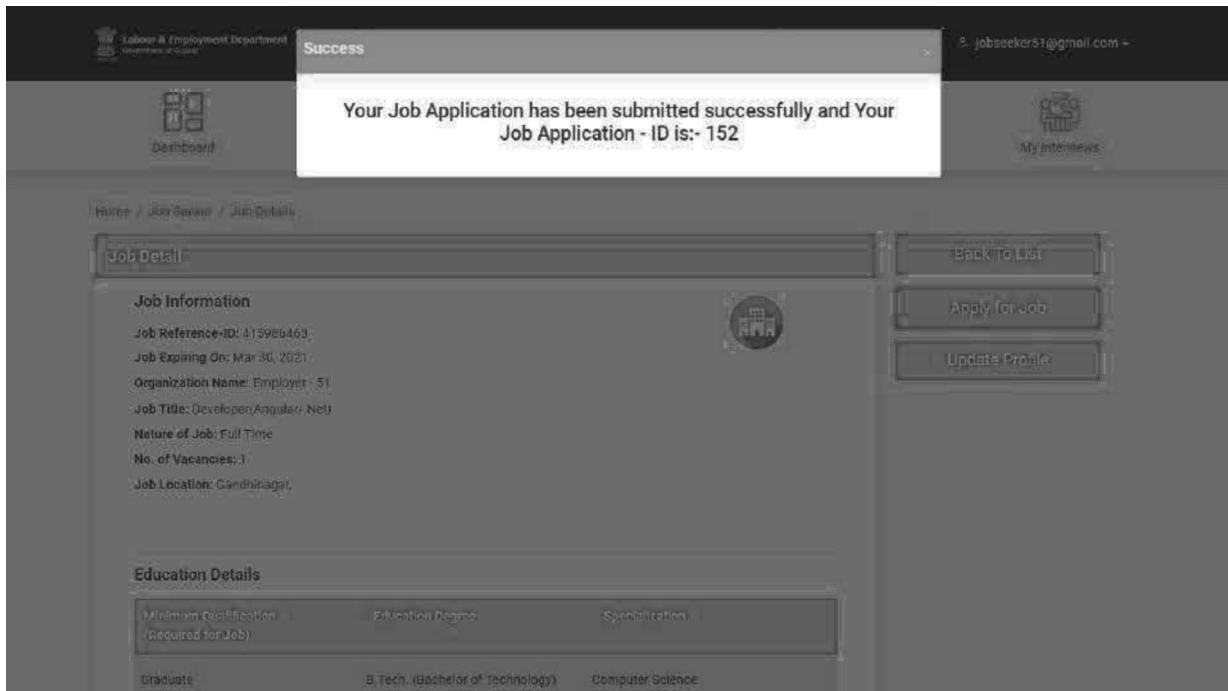 Labour & Employment Department
Government of Gujarat
Success
jobseeker51@gmail.com
Your Job Application has been submitted successfully and Your
Job Application - ID is:- 152
Dashboard
My Interviews
Home / Job Seeker / Job Details
Job Detail
Back To List
Job Information
Apply for Job
Job Reference-ID: 415986463
Job Expiring On: Mar 30, 2021
Update Profile
Organization Name: Employer - 51
Job Title: Developer(Angular/.Net)
Nature of Job: Full Time
No. of Vacancies: 1
Job Location: Gandhinagar,
Education Details
Minimum Qualification Education Degree Specialization
(Required for Job)
Graduate B.Tech. (Bachelor of Technology) Computer Science